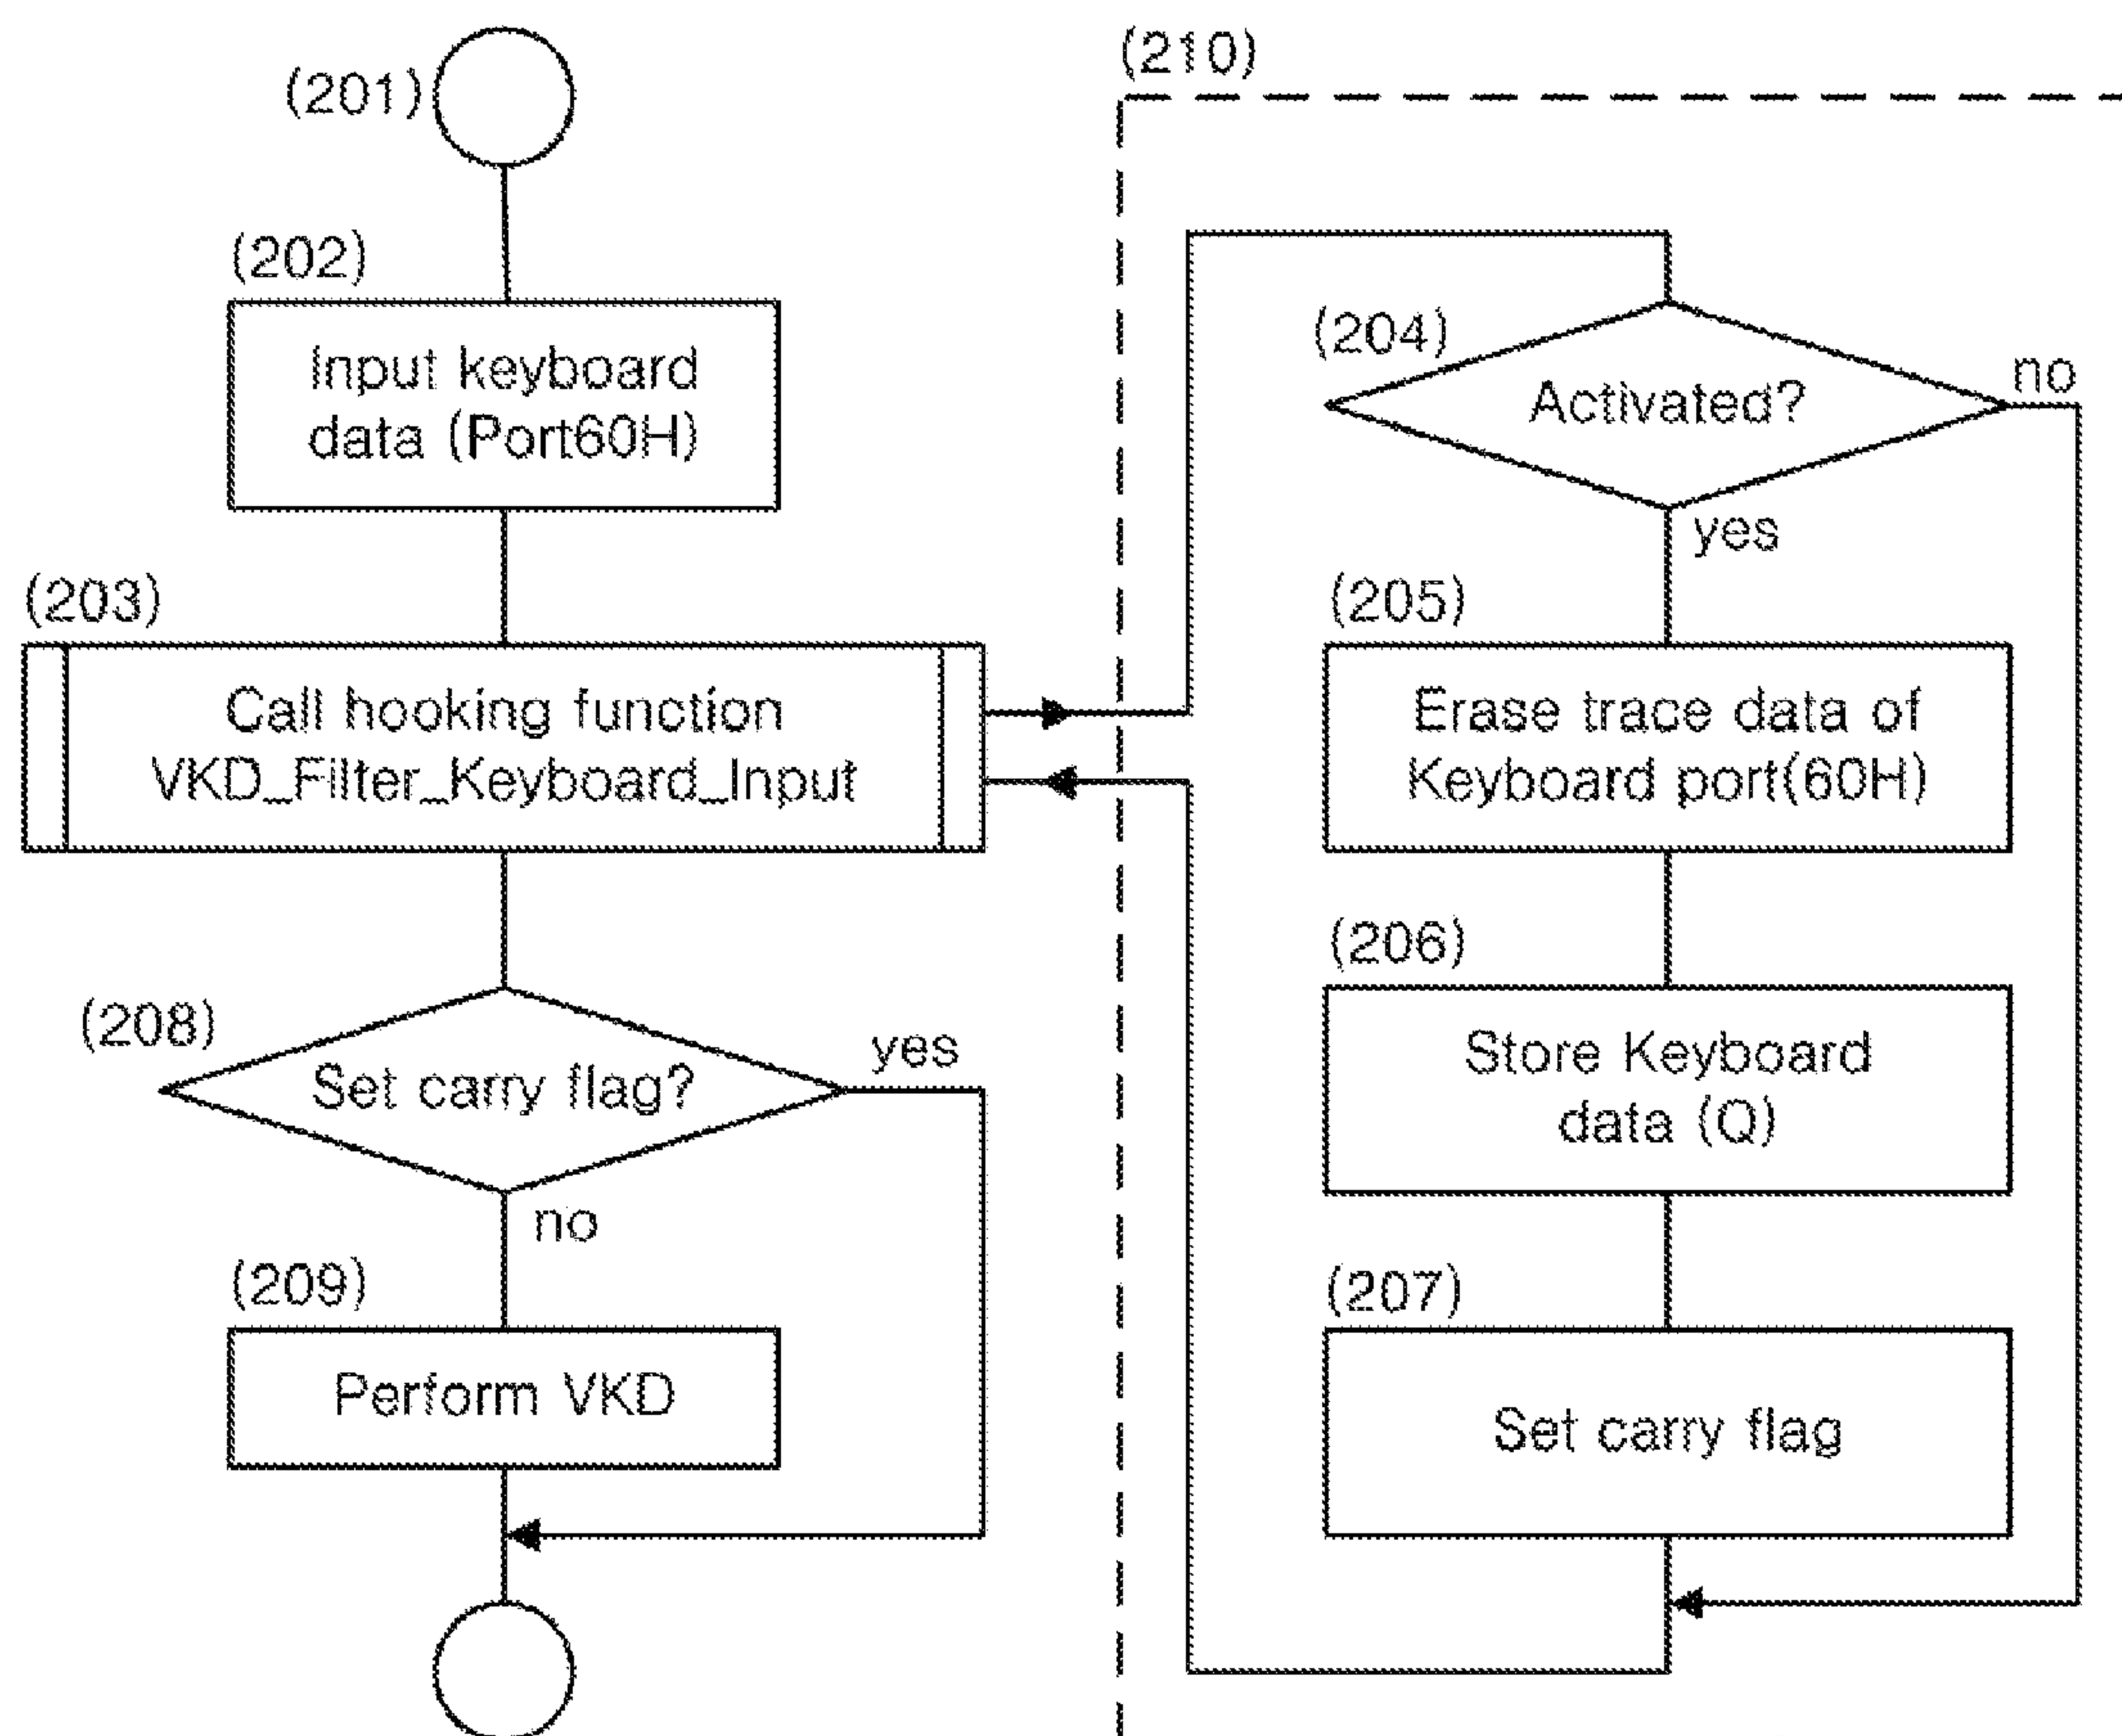 (201)
(202)
Input keyboard
data (Port60H)
(203)
Call hooking function
VKD_Filter_Keyboard_Input
(208)
Set carry flag?
yes
no
(209)
Perform VKD
(210)
(204)
Activated?
no
yes
(205)
Erase trace data of
Keyboard port(60H)
(206)
Store Keyboard
data (Q)
(207)
Set carry flag